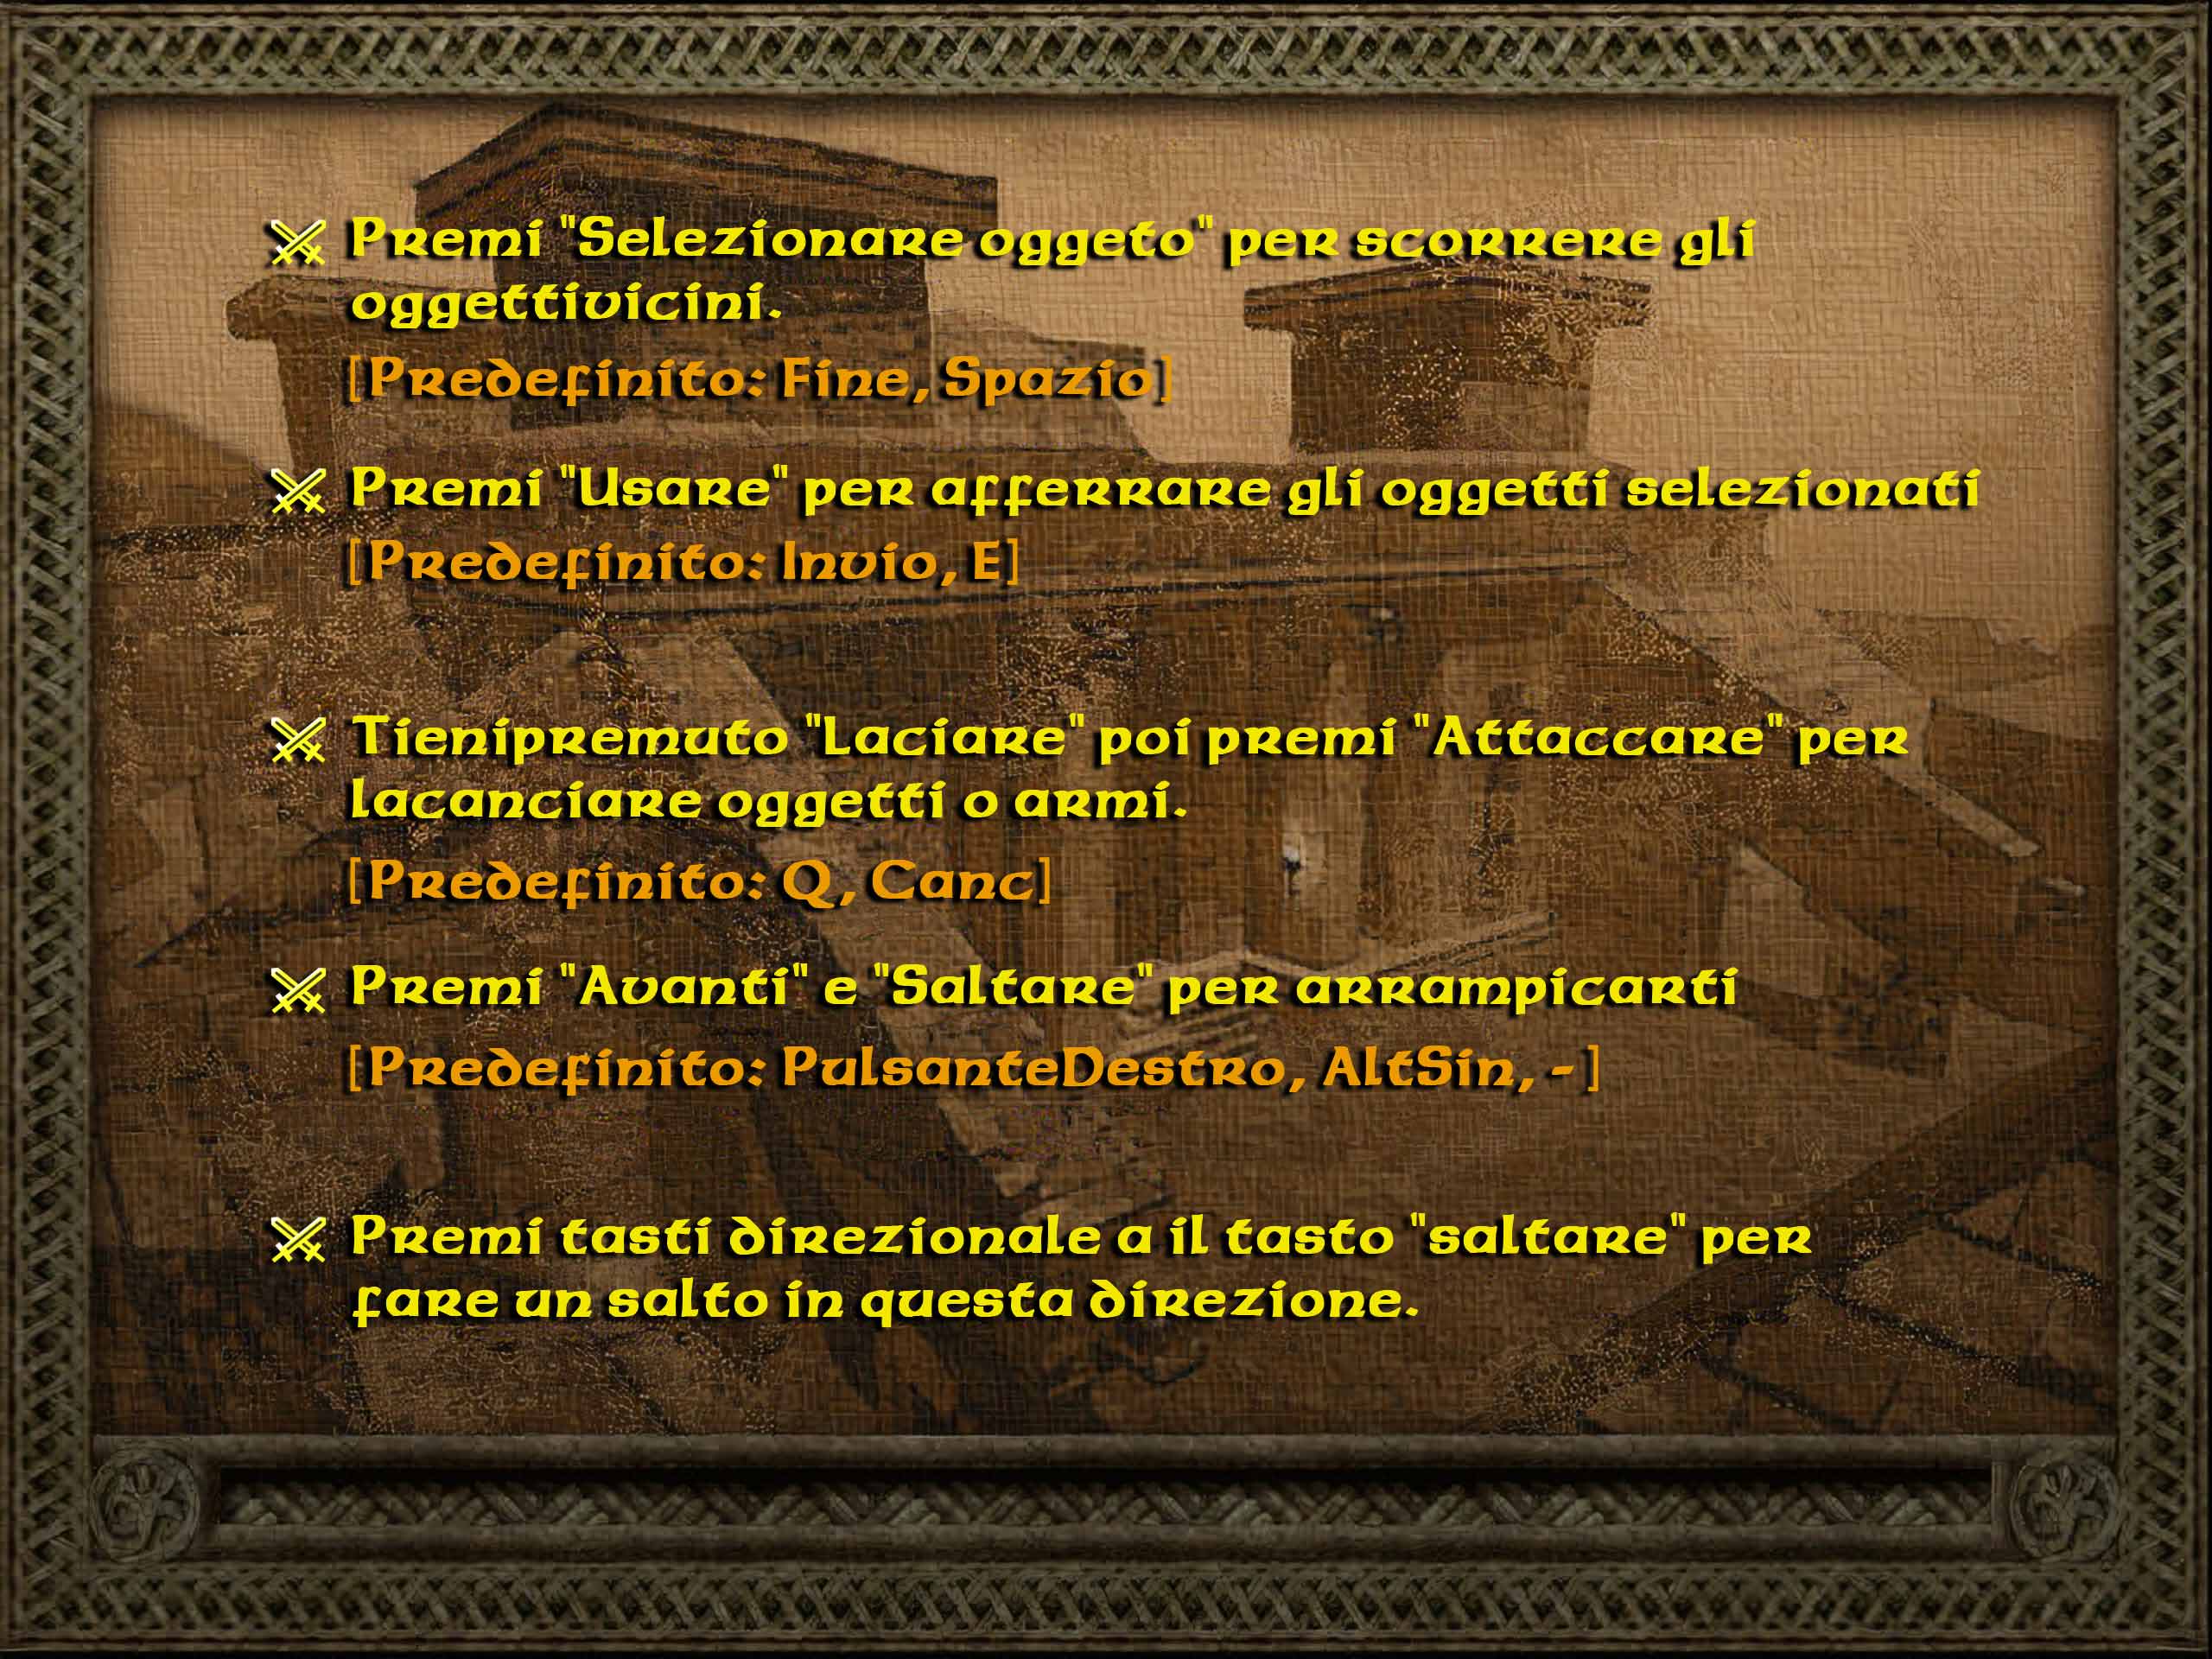 Premi "Selezionare oggeto" per scorrere gli
oggettivicini.
[Predefinito: Fine, Spazio]
Premi "Usare" per afferrare gli oggetti selezionati
[Predefinito: Invio, E]
Tienipremuto "Laciare" poi premi "Attaccare" per
lacanciare oggetti o armi.
[Predefinito: Q, Canc]
Premi "Avanti" e "Saltare" per arrampicarti
[Predefinito: PulsanteDestro, AltSin, - ]
Premi tasti direzionale a il tasto "saltare" per
fare un salto in questa direzione.